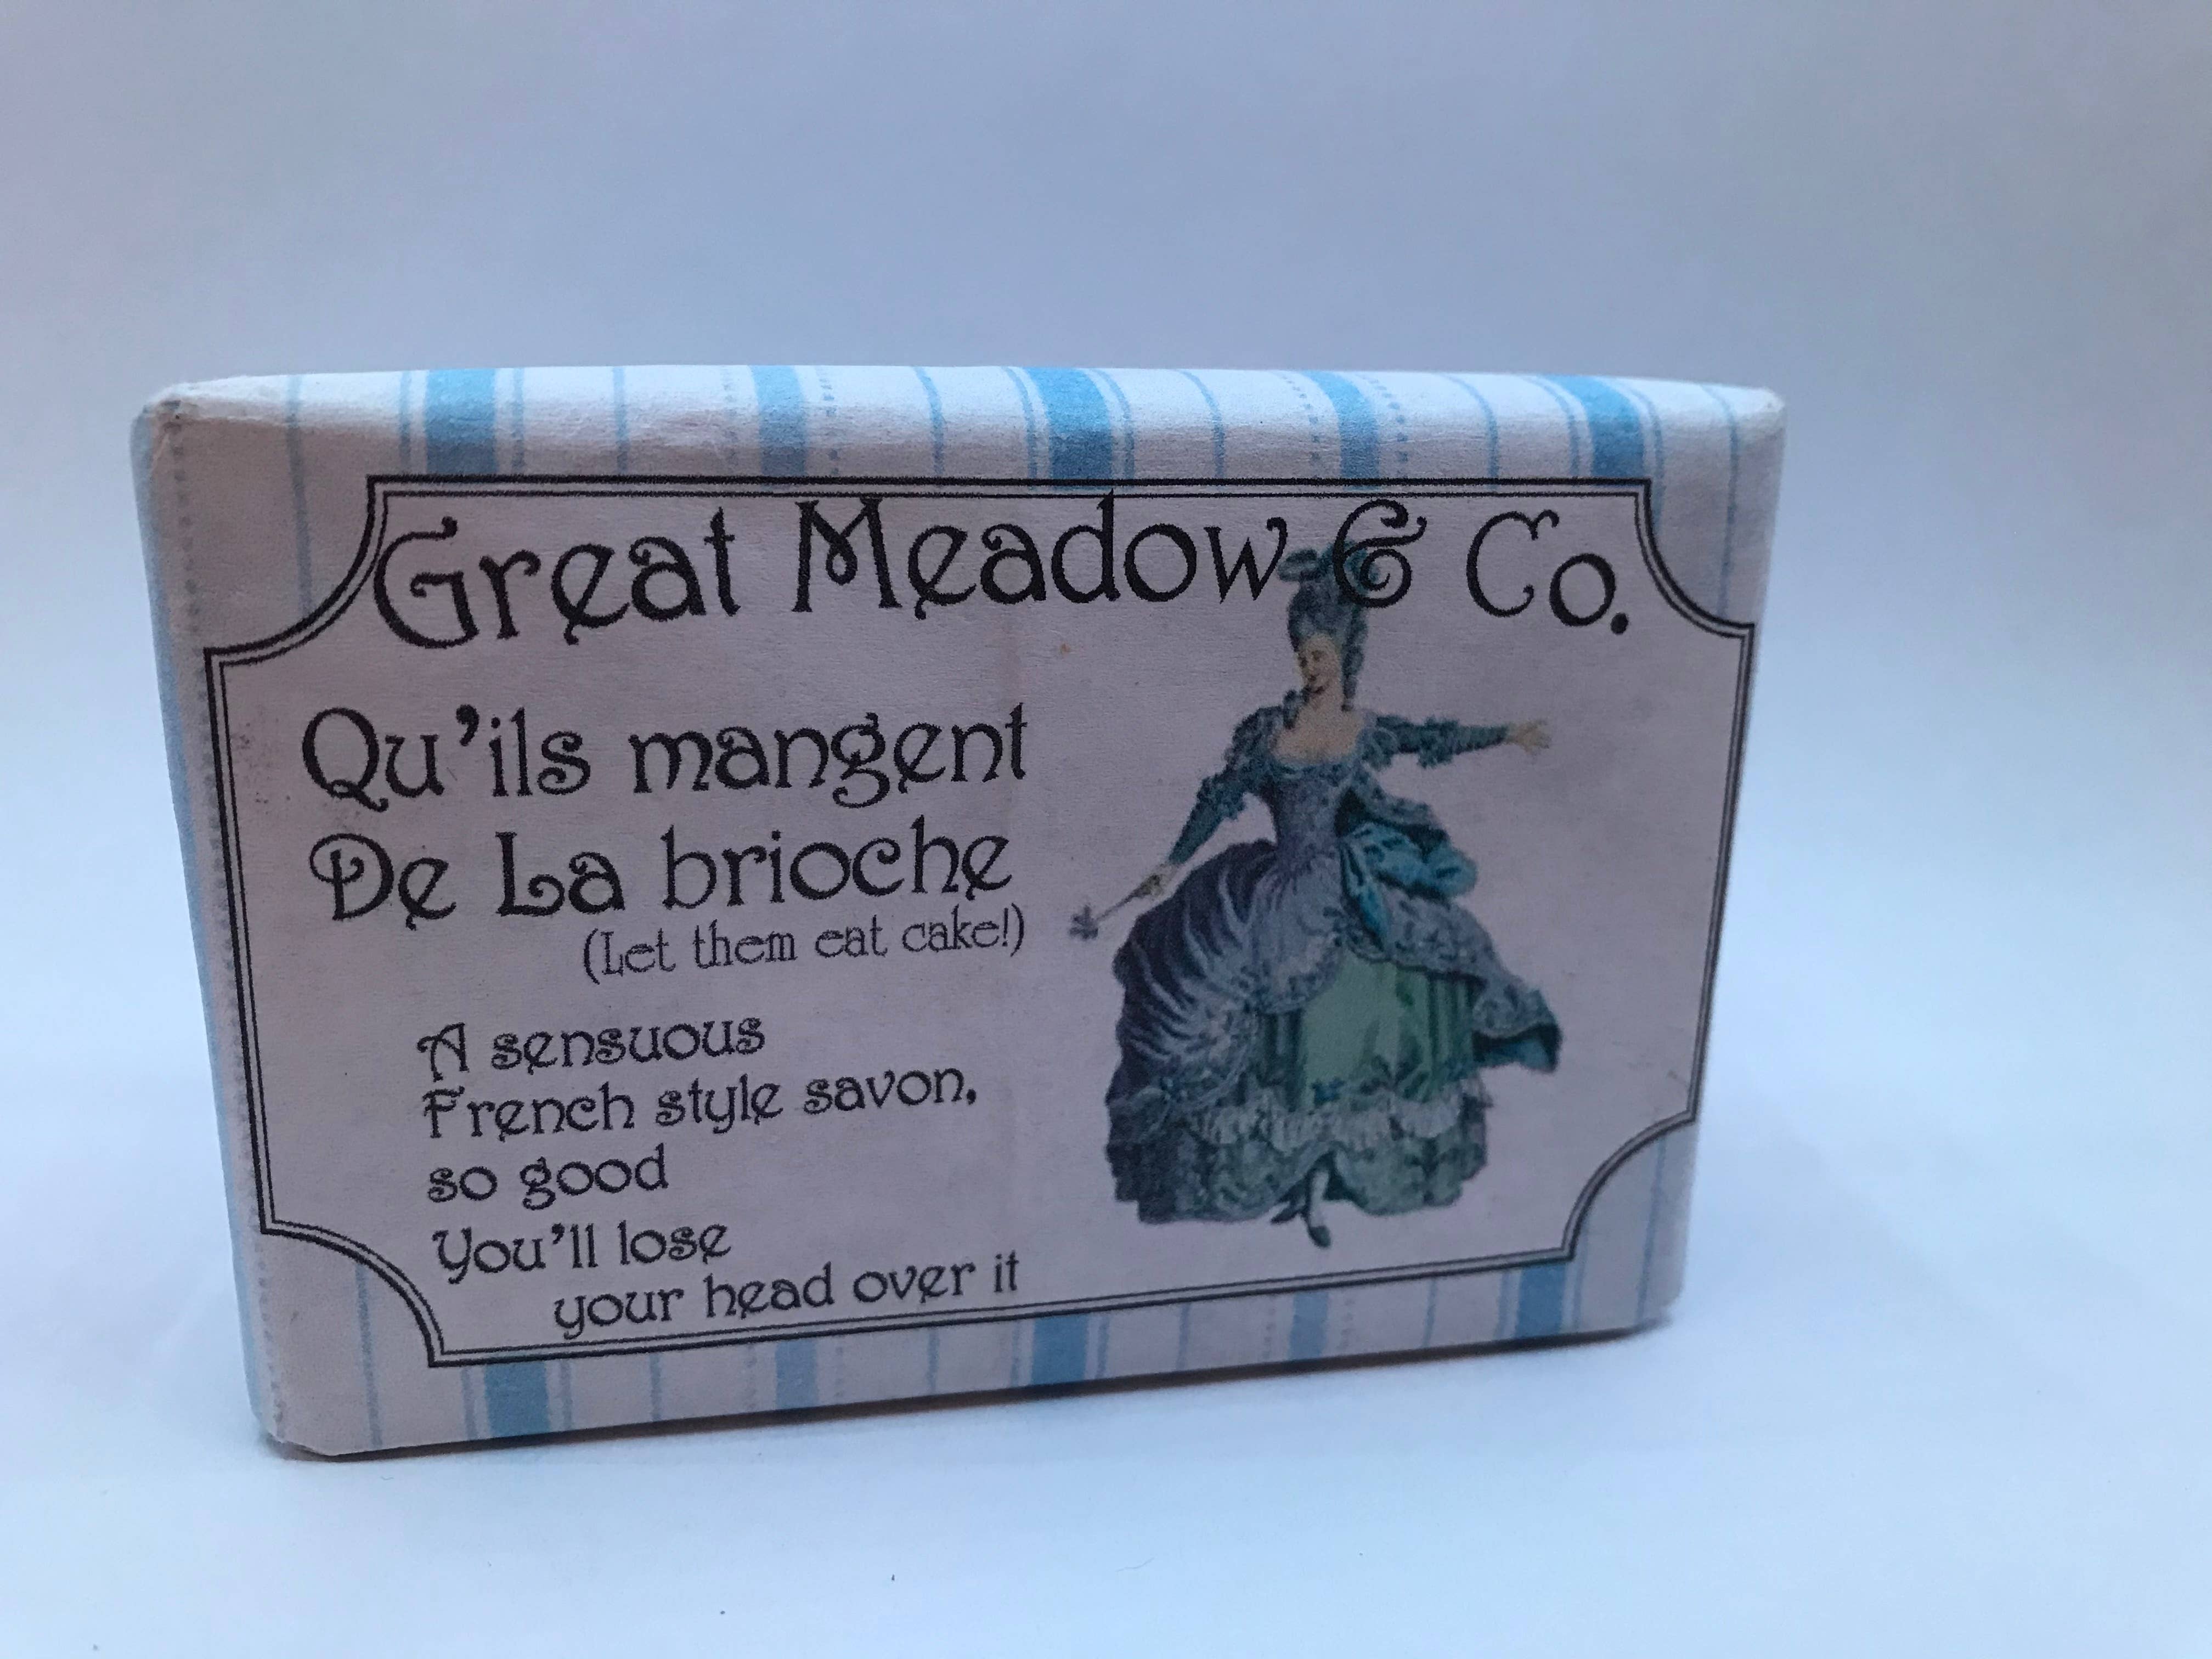 Great Meadow & Co.
Qu'ils mangent
De La brioche
(Let them eat cake!)
A sensuous
French style savon,
so good
You'll lose
your head over it